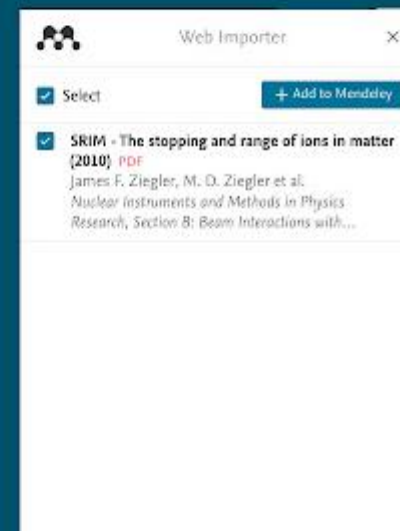 Web Importer
Select
+ Add to Mendeley
SRIM - The stopping and range of ions in matter
(2010) PDF
James F. Ziegler, M. D. Ziegler et al.
Nuclear Instruments and Methods in Physics
Research, Section B: Beam Interactions with...